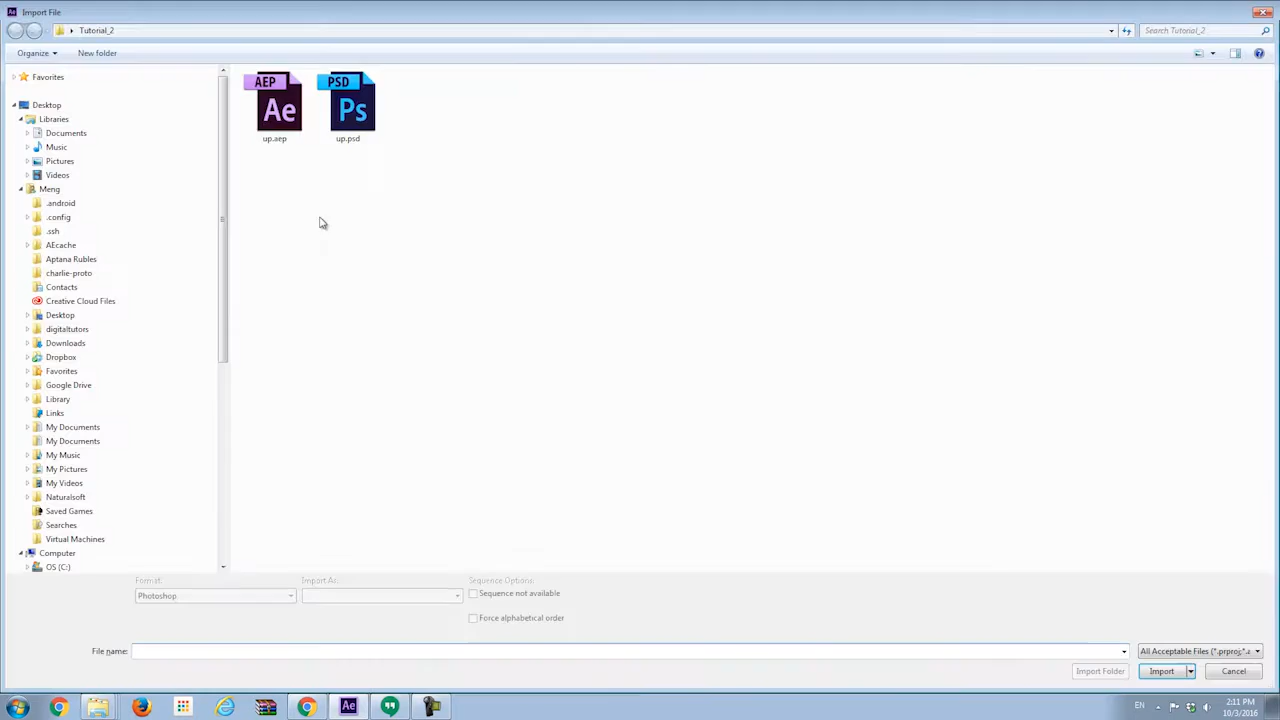 Import File
Tutorial_2
Search Tutorial_2
Organize
New folder
Favorites
Desktop
Libraries
Documents
Music
Pictures
Videos
Meng
.android
.config
.ssh
AEcache
Aptana Rubles
charlie-proto
Contacts
Creative Cloud Files
Desktop
digitaltutors
Downloads
Dropbox
Favorites
Google Drive
Library
Links
My Documents
My Documents
My Music
My Pictures
My Videos
Naturalsoft
Saved Games
Searches
Virtual Machines
Computer
OS (C:)
AEP
Ae
up.aep
PSD
Ps
up.psd
Format:
Photoshop
Import As:
Sequence Options:
Sequence not available
Force alphabetical order
File name:
All Acceptable Files (*.prproj;*.a
Import Folder
Import
Cancel
Ae
EN
2:11 PM
10/3/2016